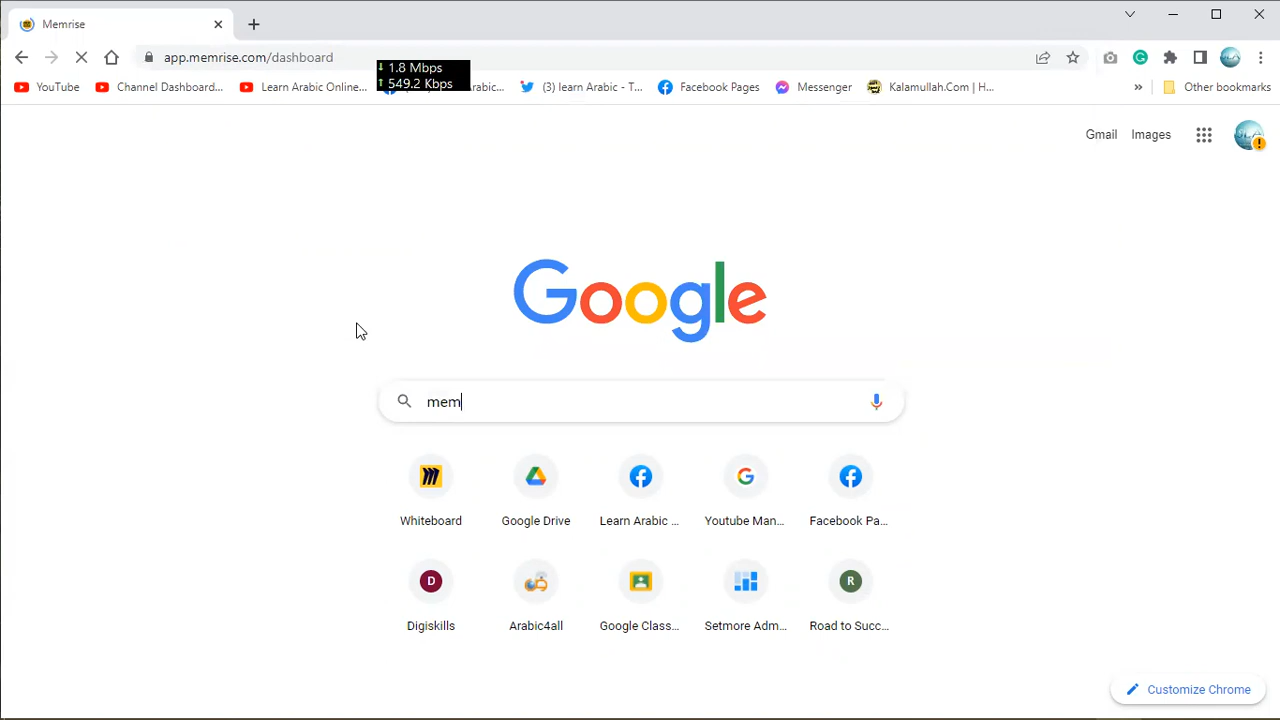 Memrise
app.memrise.com/dashboard
↓ 1.8 Mbps
↑ 549.2 Kbps
YouTube
Channel Dashboard...
Learn Arabic Online...
(3) learn Arabic - T...
Facebook Pages
Messenger
Kalamullah.Com | H...
» Other bookmarks
Gmail Images
Google
mem
Whiteboard
Google Drive
Learn Arabic ...
Youtube Man...
Facebook Pa...
D
R
Digiskills
Arabic4all
Google Class...
Setmore Adm...
Road to Succ...
Customize Chrome